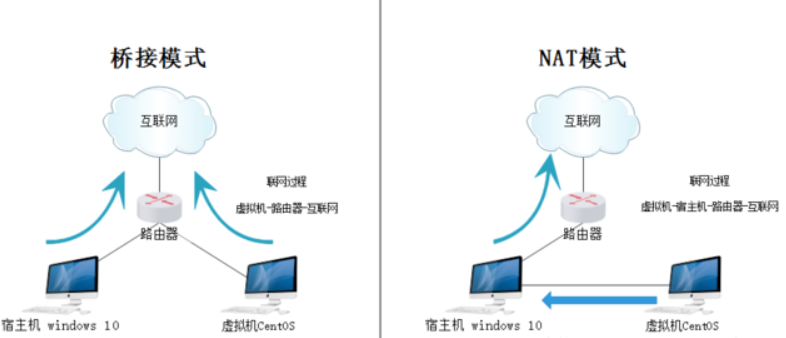 桥接模式
互联网
联网过程
虚拟机-路由器-互联网
路由器
宿主机 windows 10
虚拟机CentOS
NAT模式
互联网
联网过程
虚拟机-宿主机-路由器-互联网
路由器
宿主机 windows 10
虚拟机CentOS